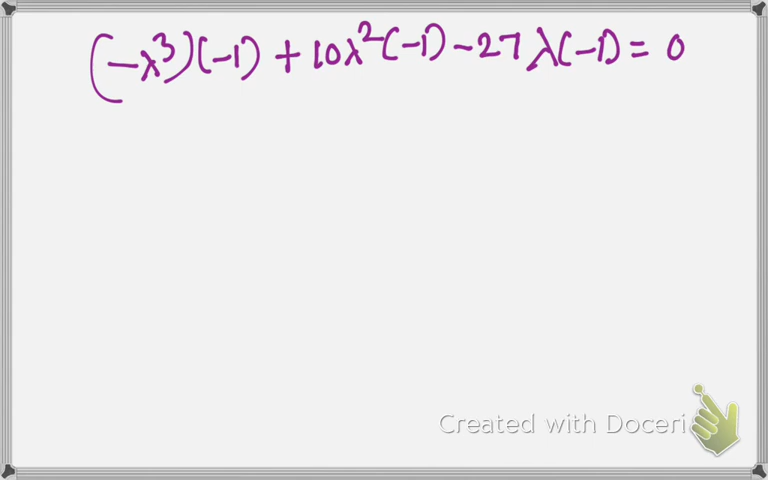 (-λ³)(-1) + 10λ²(-1) - 27λ(-1) = 0
Created with Doceri